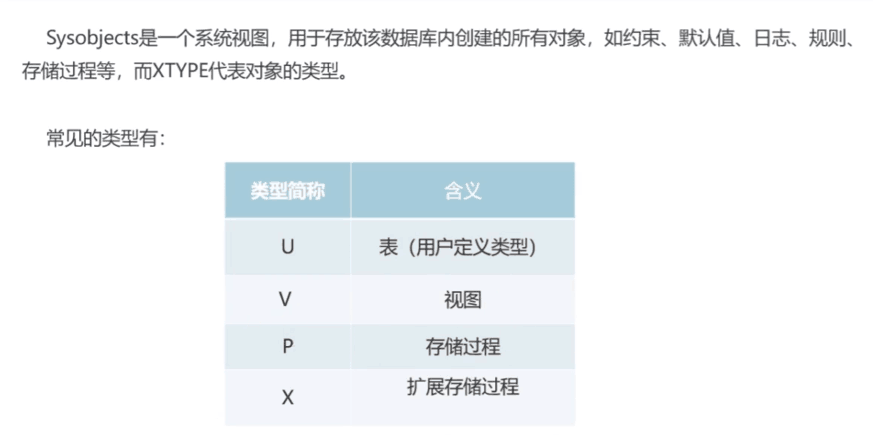 Sysobjects是一个系统视图，用于存放该数据库内创建的所有对象，如约束、默认值、日志、规则、
存储过程等，而XTYPE代表对象的类型。
常见的类型有：
类型简称 含义
U 表（用户定义类型）
V 视图
P 存储过程
X 扩展存储过程